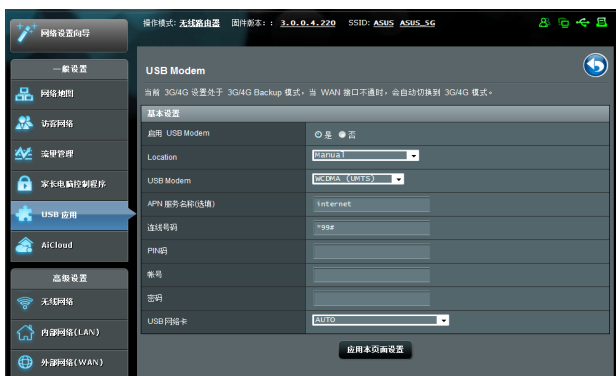 网络设置向导
操作模式: 无线路由器 固件版本: : 3.0.0.4.220 SSID: ASUS ASUS_5G
一般设置
网络地图
访客网络
流量管理
家长电脑控制程序
USB 应用
AiCloud
高级设置
无线网络
内部网络(LAN)
外部网络(WAN)
USB Modem
当前 3G/4G 设置处于 3G/4G Backup 模式，当 WAN 接口不通时，会自动切换到 3G/4G 模式。
基本设置
启用 USB Modem 是 否
Location Manual
USB Modem WCDMA (UMTS)
APN 服务名称(选填) internet
连线号码 *99#
PIN码
帐号
密码
USB 网络卡 AUTO
应用本页面设置